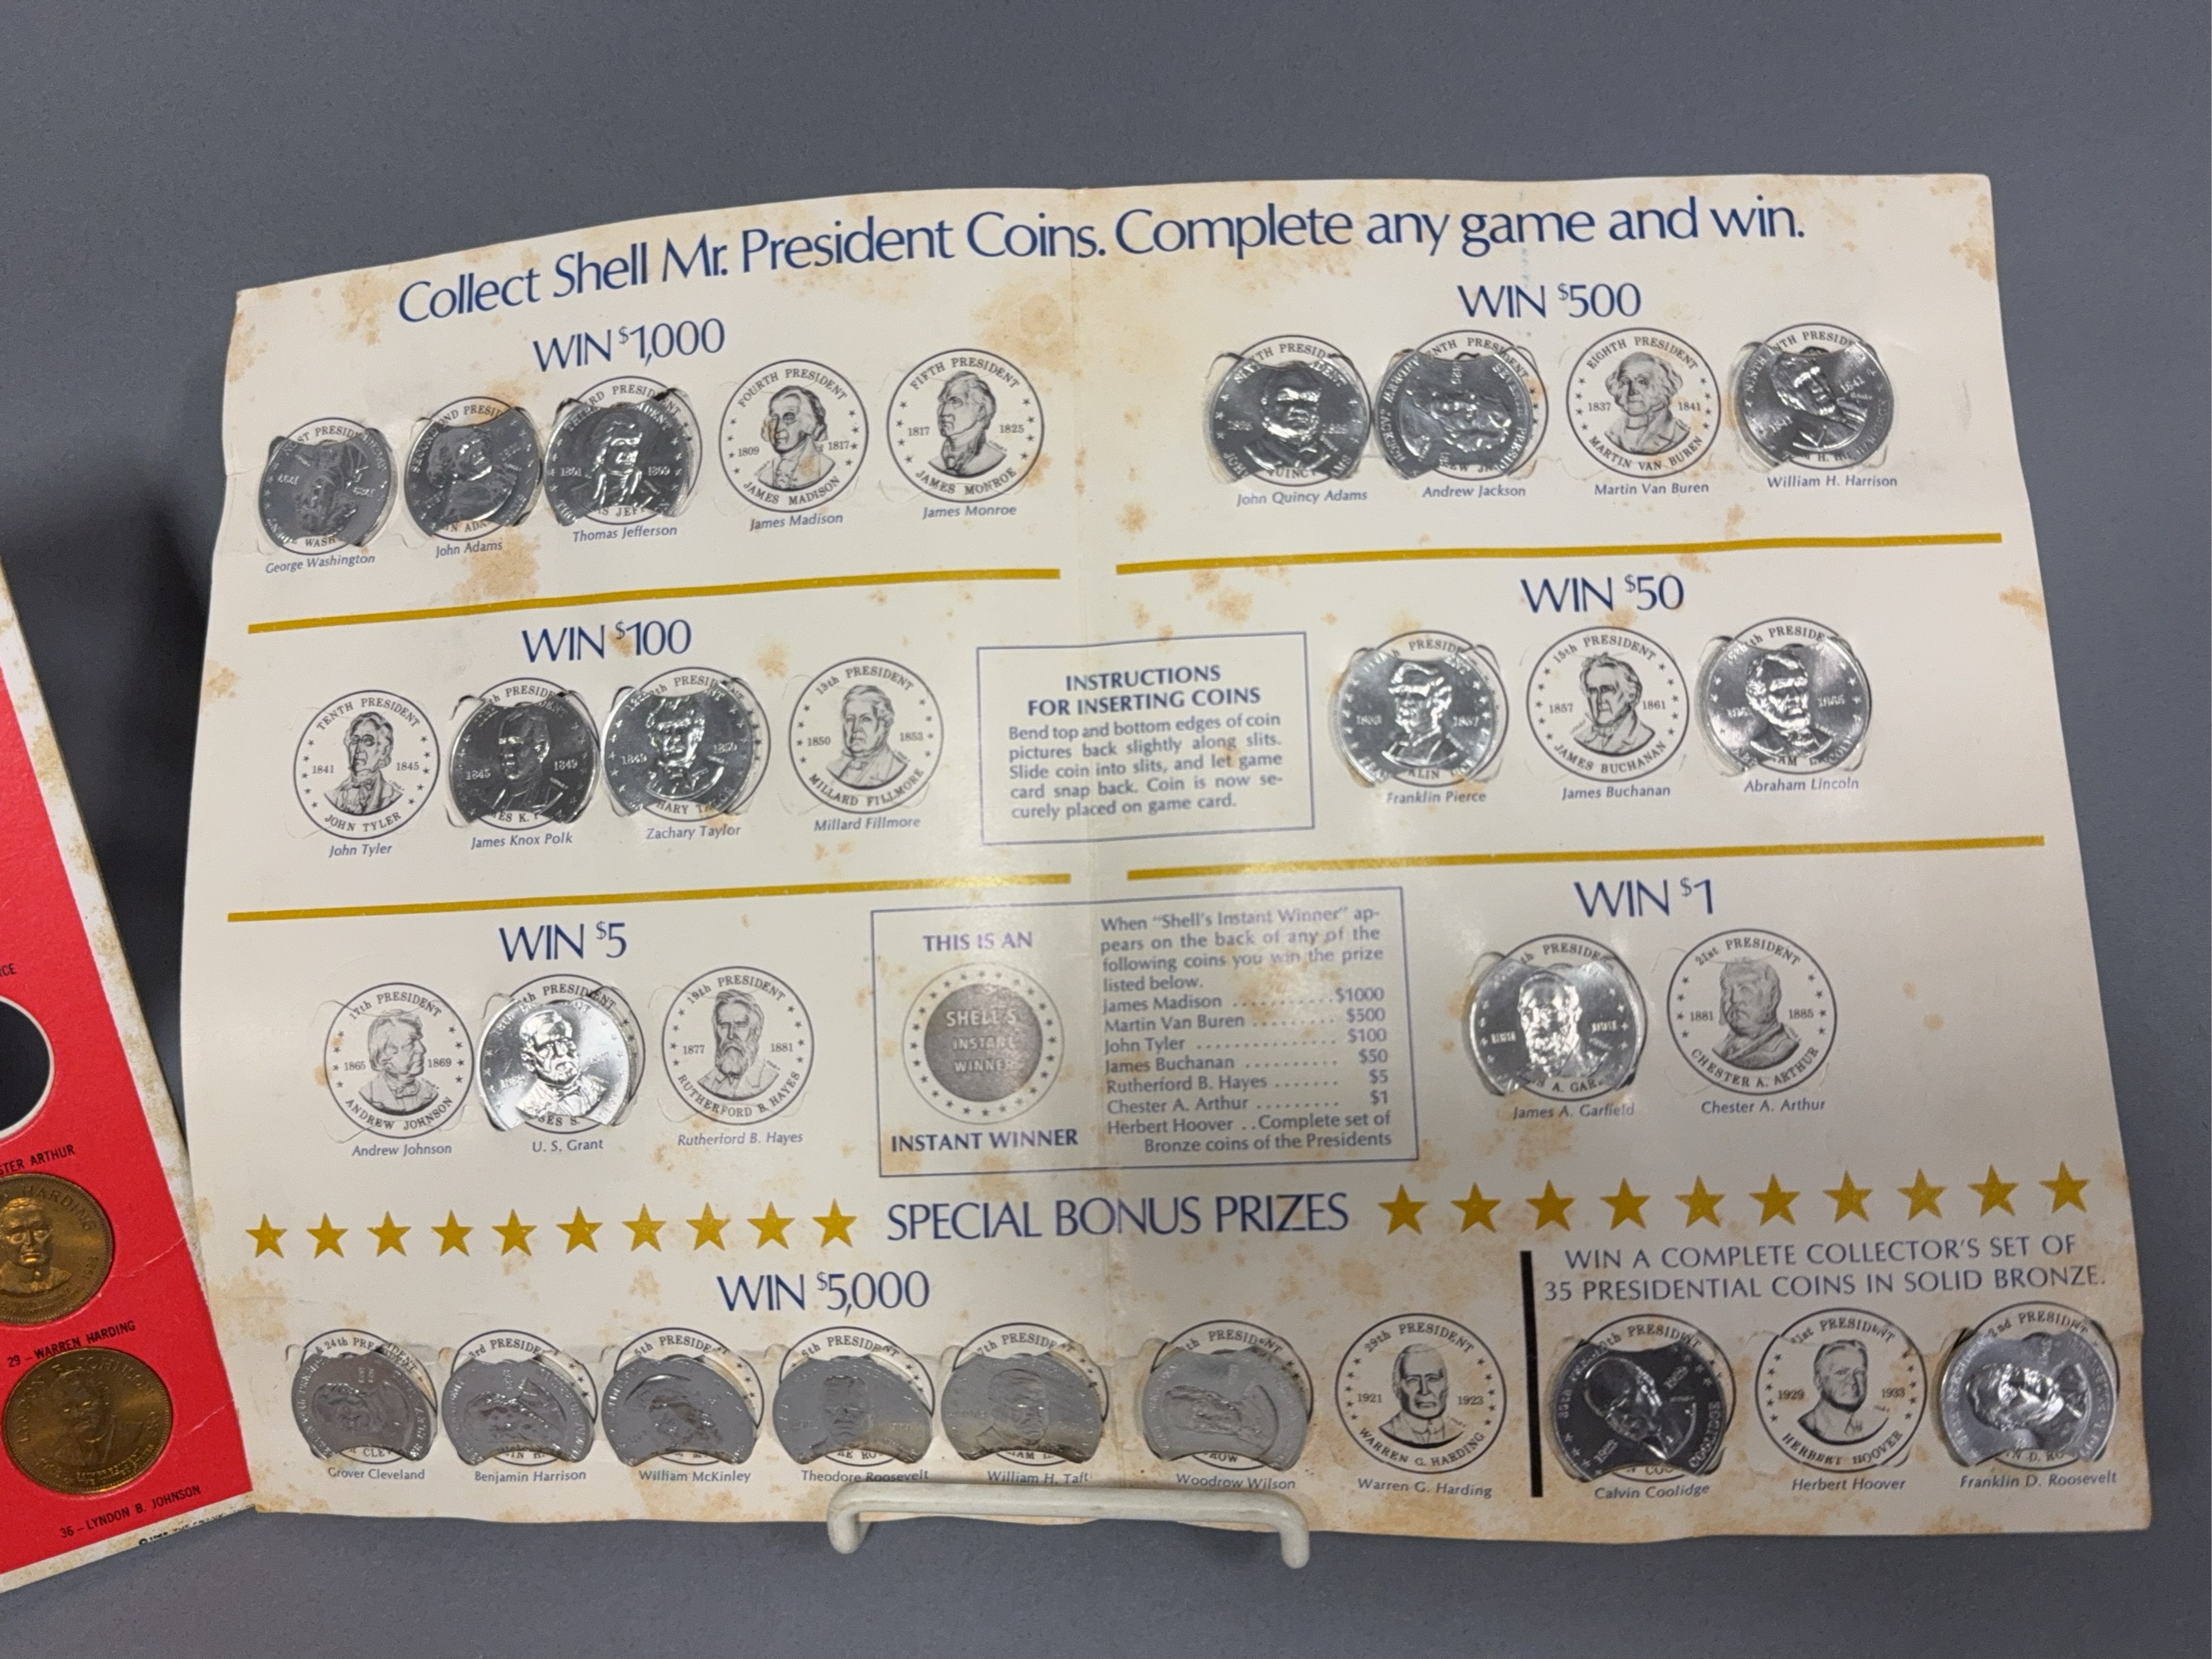 Collect Shell Mr. President Coins. Complete any game and win.
WIN $1,000
FOURTH PRESIDENT
1809 1817
JAMES MADISON
FIFTH PRESIDENT
1817 1825
JAMES MONROE
George Washington
John Adams
Thomas Jefferson
James Madison
James Monroe
WIN $500
EIGHTH PRESIDENT
1837 1841
MARTIN VAN BUREN
John Quincy Adams
Andrew Jackson
Martin Van Buren
William H. Harrison
WIN $100
TENTH PRESIDENT
1841 1845
JOHN TYLER
1845 1849
13th PRESIDENT
1850 1853
MILLARD FILLMORE
John Tyler
James Knox Polk
Zachary Taylor
Millard Fillmore
INSTRUCTIONS
FOR INSERTING COINS
Bend top and bottom edges of coin
pictures back slightly along slits.
Slide coin into slits, and let game
card snap back. Coin is now se-
curely placed on game card.
WIN $50
15th PRESIDENT
1857 1861
JAMES BUCHANAN
Franklin Pierce
James Buchanan
Abraham Lincoln
WIN $5
17th PRESIDENT
1865 1869
ANDREW JOHNSON
19th PRESIDENT
1877 1881
RUTHERFORD B. HAYES
Andrew Johnson
U. S. Grant
Rutherford B. Hayes
THIS IS AN
SHELL'S
INSTANT
WINNER
INSTANT WINNER
When "Shell's Instant Winner" ap-
pears on the back of any of the
following coins you win the prize
listed below.
James Madison ........... $1000
Martin Van Buren ......... $500
John Tyler ............... $100
James Buchanan .......... $50
Rutherford B. Hayes ....... $5
Chester A. Arthur ......... $1
Herbert Hoover ..Complete set of
Bronze coins of the Presidents
WIN $1
21st PRESIDENT
1881 1885
CHESTER A. ARTHUR
James A. Garfield
Chester A. Arthur
SPECIAL BONUS PRIZES
WIN $5,000
29th PRESIDENT
1921 1923
WARREN G. HARDING
Grover Cleveland
Benjamin Harrison
William McKinley
Theodore Roosevelt
William H. Taft
Woodrow Wilson
Warren G. Harding
WIN A COMPLETE COLLECTOR'S SET OF
35 PRESIDENTIAL COINS IN SOLID BRONZE.
31st PRESIDENT
1929 1933
HERBERT HOOVER
Calvin Coolidge
Herbert Hoover
Franklin D. Roosevelt
ARTHUR
HARDING
29 – WARREN HARDING
36 – LYNDON B. JOHNSON